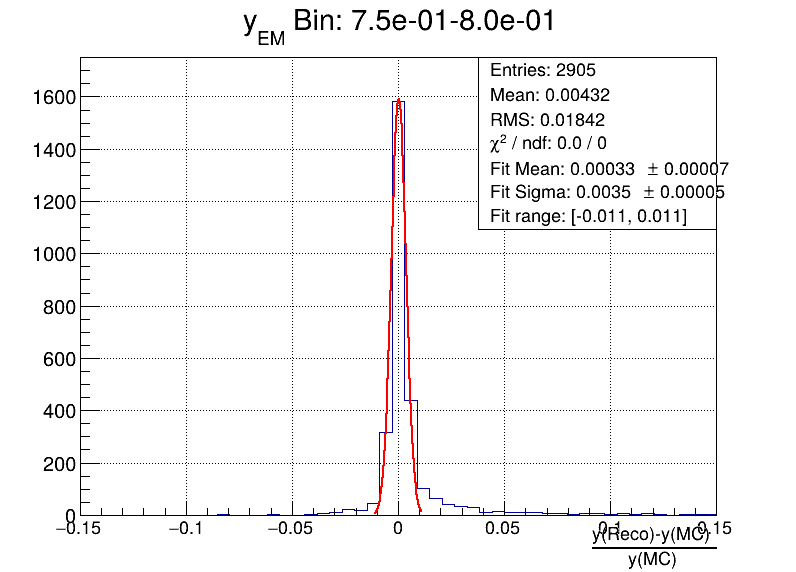 y_EM Bin: 7.5e-01-8.0e-01
Entries: 2905
Mean: 0.00432
RMS: 0.01842
χ² / ndf: 0.0 / 0
Fit Mean: 0.00033 ± 0.00007
Fit Sigma: 0.0035 ± 0.00005
Fit range: [-0.011, 0.011]
1600
1400
1200
1000
800
600
400
200
0
−0.15 −0.1 −0.05 0 0.05 0.1 0.15
y(Reco)-y(MC)
y(MC)